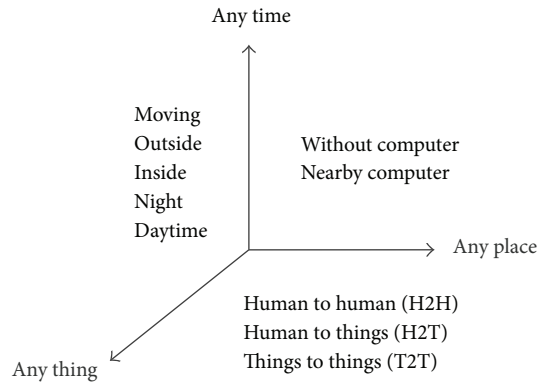 Any time
Moving
Outside
Inside
Night
Daytime
Without computer
Nearby computer
Any place
Human to human (H2H)
Human to things (H2T)
Things to things (T2T)
Any thing